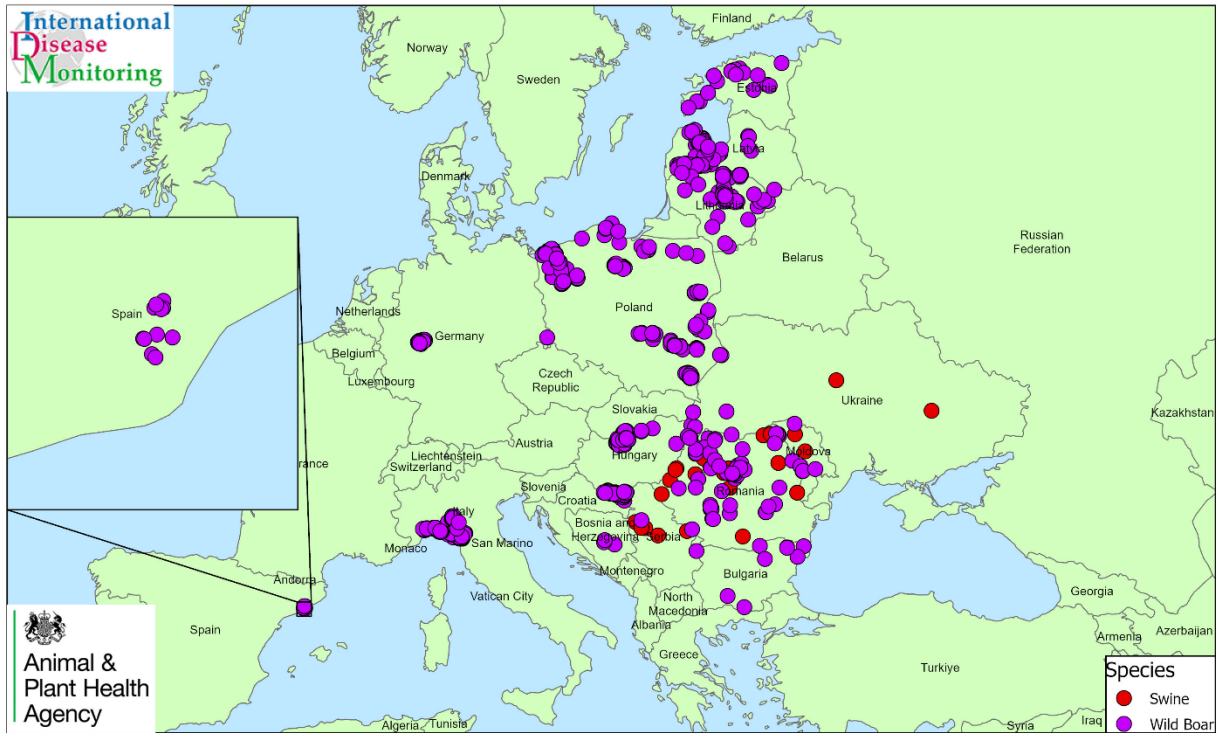 International
Disease
Monitoring
Finland
Norway
Sweden
Estonia
Latvia
Denmark
Lithuania
Russian
Federation
Belarus
Spain
Netherlands
Poland
Germany
Belgium
Luxembourg
Czech
Republic
Ukraine
Kazakhstan
Slovakia
Austria
Moldova
Liechtenstein
Hungary
Switzerland
rance
Slovenia
Romania
Croatia
Italy
Bosnia and
Herzegovina
Serbia
Monaco
San Marino
Montenegro
Bulgaria
Andorra
Vatican City
North
Macedonia
Georgia
Albania
Spain
Armenia
Azerbaijan
Greece
Turkiye
Animal &
Plant Health
Agency
Species
Swine
Wild Boar
Algeria
Tunisia
Syria
Iraq